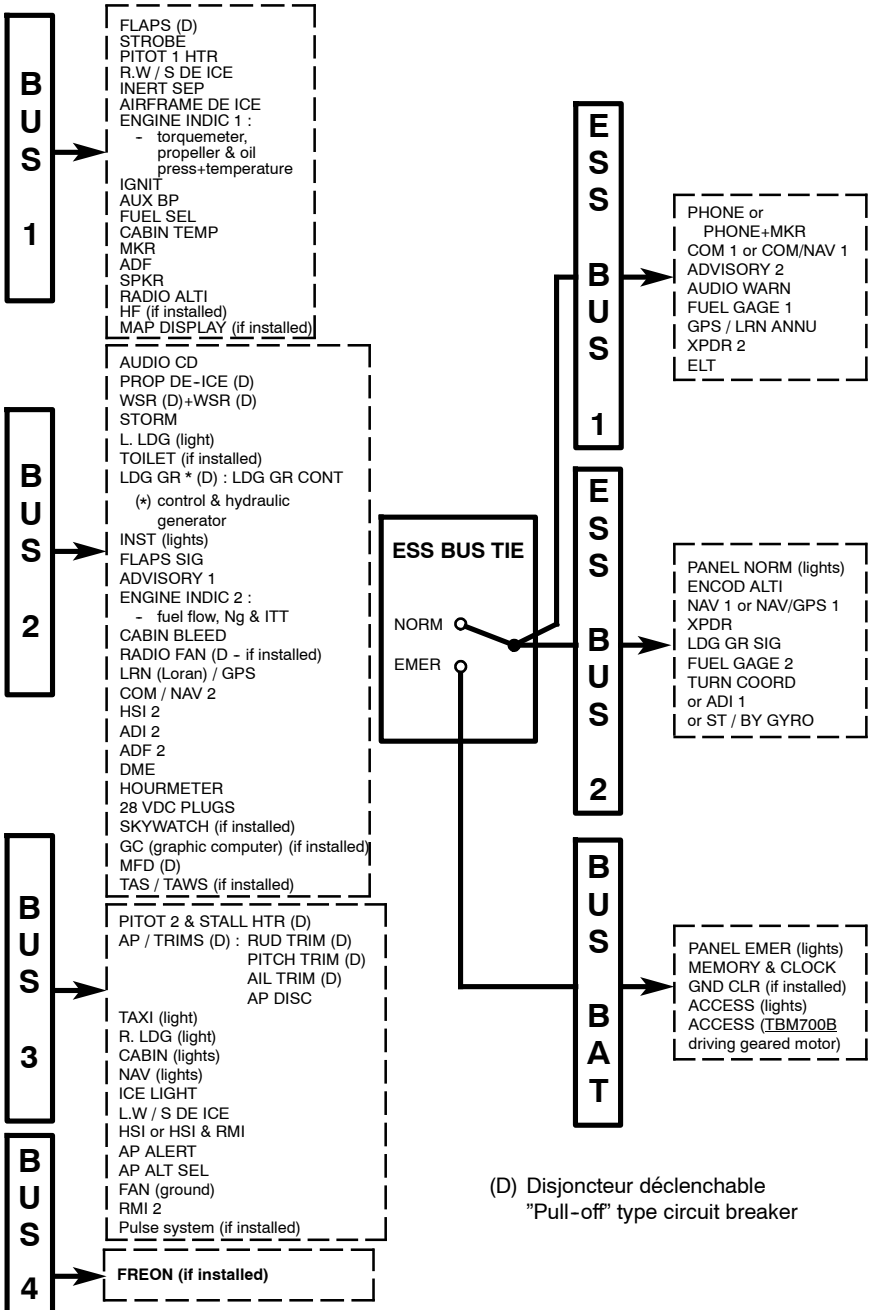 BUS 1
FLAPS (D)
STROBE
PITOT 1 HTR
R.W / S DE ICE
INERT SEP
AIRFRAME DE ICE
ENGINE INDIC 1 :
- torquemeter,
propeller & oil
press+temperature
IGNIT
AUX BP
FUEL SEL
CABIN TEMP
MKR
ADF
SPKR
RADIO ALTI
HF (if installed)
MAP DISPLAY (if installed)
BUS 2
AUDIO CD
PROP DE-ICE (D)
WSR (D)+WSR (D)
STORM
L. LDG (light)
TOILET (if installed)
LDG GR * (D) : LDG GR CONT
(*) control & hydraulic
generator
INST (lights)
FLAPS SIG
ADVISORY 1
ENGINE INDIC 2 :
- fuel flow, Ng & ITT
CABIN BLEED
RADIO FAN (D - if installed)
LRN (Loran) / GPS
COM / NAV 2
HSI 2
ADI 2
ADF 2
DME
HOURMETER
28 VDC PLUGS
SKYWATCH (if installed)
GC (graphic computer) (if installed)
MFD (D)
TAS / TAWS (if installed)
BUS 3
PITOT 2 & STALL HTR (D)
AP / TRIMS (D) : RUD TRIM (D)
PITCH TRIM (D)
AIL TRIM (D)
AP DISC
TAXI (light)
R. LDG (light)
CABIN (lights)
NAV (lights)
ICE LIGHT
L.W / S DE ICE
HSI or HSI & RMI
AP ALERT
AP ALT SEL
FAN (ground)
RMI 2
Pulse system (if installed)
BUS 4
FREON (if installed)
ESS BUS TIE
NORM
EMER
ESS BUS 1
PHONE or
PHONE+MKR
COM 1 or COM/NAV 1
ADVISORY 2
AUDIO WARN
FUEL GAGE 1
GPS / LRN ANNU
XPDR 2
ELT
ESS BUS 2
PANEL NORM (lights)
ENCOD ALTI
NAV 1 or NAV/GPS 1
XPDR
LDG GR SIG
FUEL GAGE 2
TURN COORD
or ADI 1
or ST / BY GYRO
BUS BAT
PANEL EMER (lights)
MEMORY & CLOCK
GND CLR (if installed)
ACCESS (lights)
ACCESS (TBM700B
driving geared motor)
(D) Disjoncteur déclenchable
"Pull-off" type circuit breaker